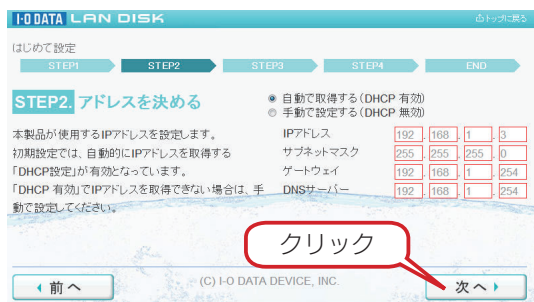 I-O DATA LAN DISK
トップに戻る
はじめて設定
STEP1 STEP2 STEP3 STEP4 END
STEP2. アドレスを決める
本製品が使用するIPアドレスを設定します。
初期設定では、自動的にIPアドレスを取得する
「DHCP設定」が有効となっています。
「DHCP 有効」でIPアドレスを取得できない場合は、手
動で設定してください。
自動で取得する(DHCP 有効)
手動で設定する(DHCP 無効)
IPアドレス 192 . 168 . 1 . 3
サブネットマスク 255 . 255 . 255 . 0
ゲートウェイ 192 . 168 . 1 . 254
DNSサーバー 192 . 168 . 1 . 254
クリック
前へ
(C) I-O DATA DEVICE, INC.
次へ